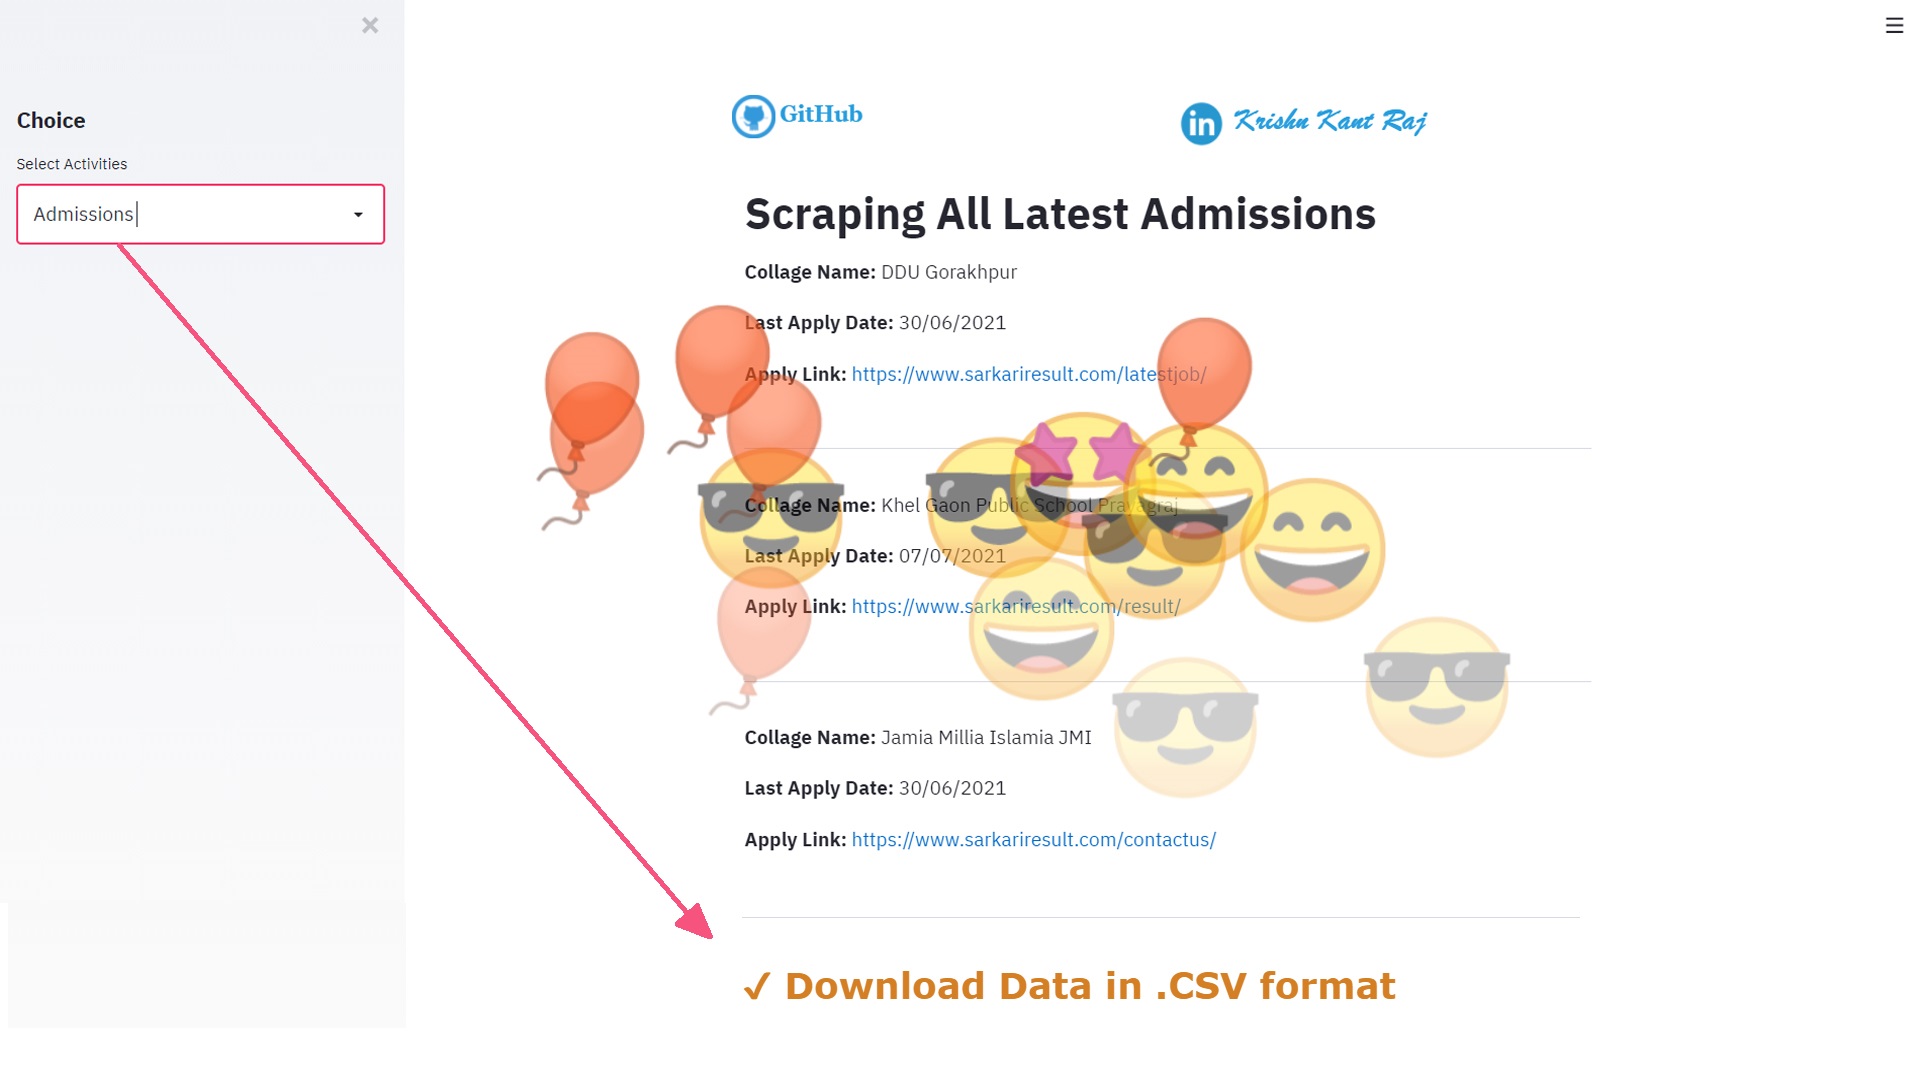 Choice
Select Activities
Admissions
GitHub
in Krishn Kant Raj
Scraping All Latest Admissions
Collage Name: DDU Gorakhpur
Last Apply Date: 30/06/2021
Apply Link: https://www.sarkariresult.com/latestjob/
Collage Name: Khel Gaon Public School Prayagraj
Last Apply Date: 07/07/2021
Apply Link: https://www.sarkariresult.com/result/
Collage Name: Jamia Millia Islamia JMI
Last Apply Date: 30/06/2021
Apply Link: https://www.sarkariresult.com/contactus/
✓ Download Data in .CSV format